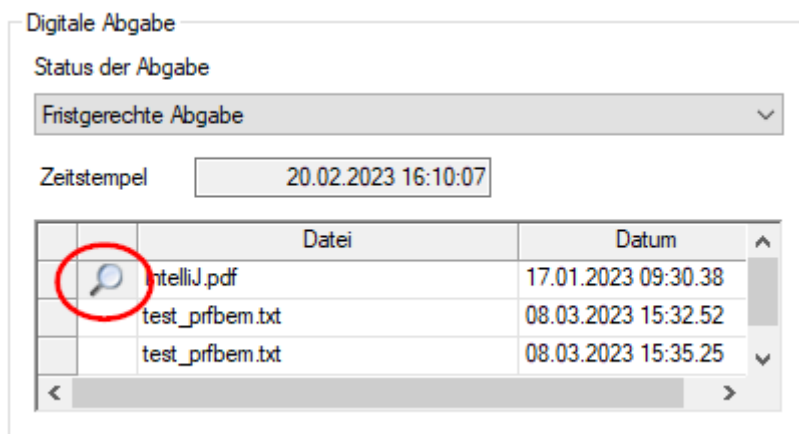 Digitale Abgabe
Status der Abgabe
Fristgerechte Abgabe
Zeitstempel 20.02.2023 16:10:07
Datei Datum
IntelliJ.pdf 17.01.2023 09:30.38
test_prfbem.txt 08.03.2023 15:32.52
test_prfbem.txt 08.03.2023 15:35.25